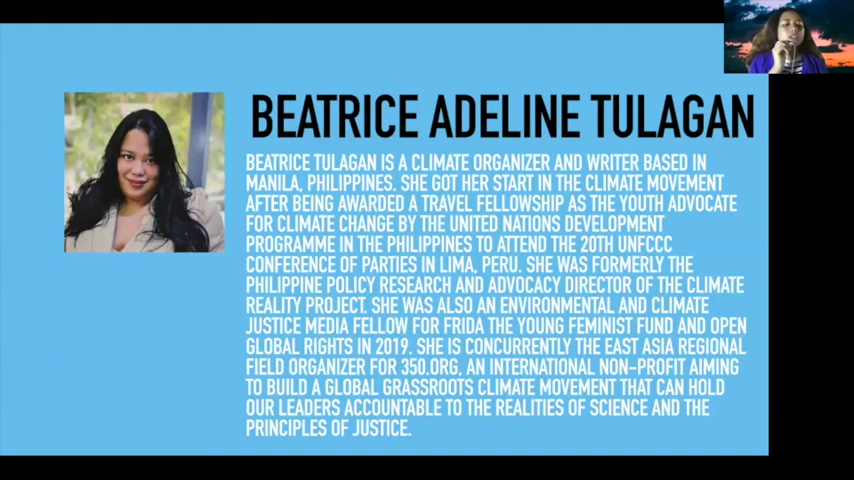 BEATRICE ADELINE TULAGAN
BEATRICE TULAGAN IS A CLIMATE ORGANIZER AND WRITER BASED IN
MANILA, PHILIPPINES. SHE GOT HER START IN THE CLIMATE MOVEMENT
AFTER BEING AWARDED A TRAVEL FELLOWSHIP AS THE YOUTH ADVOCATE
FOR CLIMATE CHANGE BY THE UNITED NATIONS DEVELOPMENT
PROGRAMME IN THE PHILIPPINES TO ATTEND THE 20TH UNFCCC
CONFERENCE OF PARTIES IN LIMA, PERU. SHE WAS FORMERLY THE
PHILIPPINE POLICY RESEARCH AND ADVOCACY DIRECTOR OF THE CLIMATE
REALITY PROJECT. SHE WAS ALSO AN ENVIRONMENTAL AND CLIMATE
JUSTICE MEDIA FELLOW FOR FRIDA THE YOUNG FEMINIST FUND AND OPEN
GLOBAL RIGHTS IN 2019. SHE IS CONCURRENTLY THE EAST ASIA REGIONAL
FIELD ORGANIZER FOR 350.ORG, AN INTERNATIONAL NON-PROFIT AIMING
TO BUILD A GLOBAL GRASSROOTS CLIMATE MOVEMENT THAT CAN HOLD
OUR LEADERS ACCOUNTABLE TO THE REALITIES OF SCIENCE AND THE
PRINCIPLES OF JUSTICE.